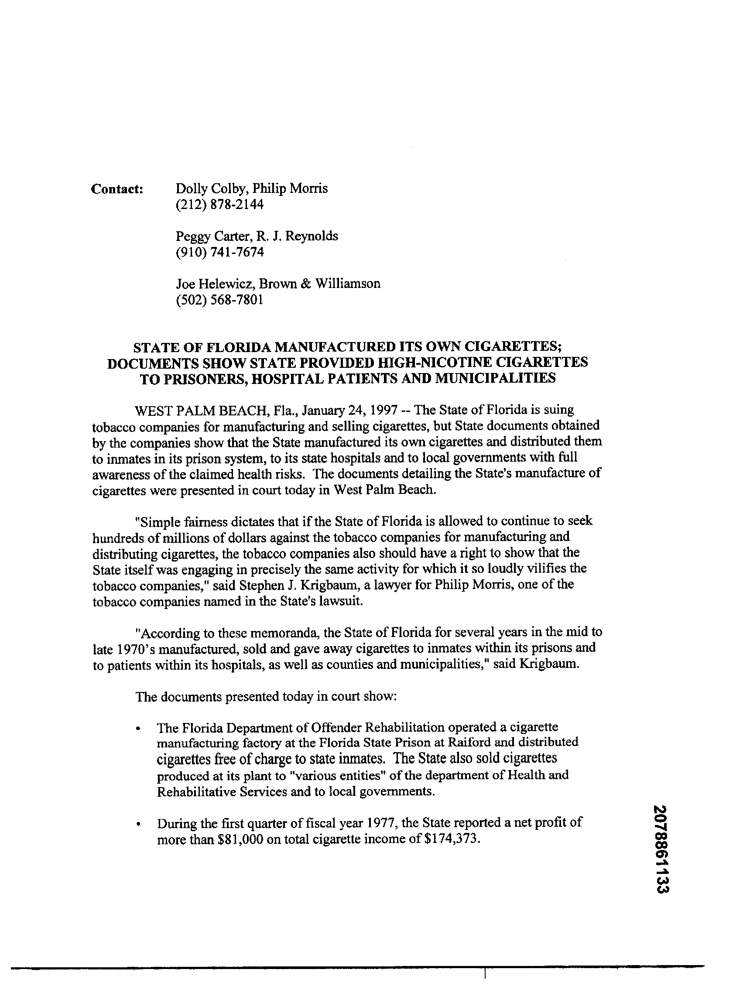 Contact: Dolly Colby, Philip Morris
(212) 878-2144
Peggy Carter, R. J. Reynolds
(910) 741-7674
Joe Helewicz, Brown & Williamson
(502) 568-7801
STATE OF FLORIDA MANUFACTURED ITS OWN CIGARETTES;
DOCUMENTS SHOW STATE PROVIDED HIGH-NICOTINE CIGARETTES
TO PRISONERS, HOSPITAL PATIENTS AND MUNICIPALITIES
WEST PALM BEACH, Fla., January 24, 1997 -- The State of Florida is suing
tobacco companies for manufacturing and selling cigarettes, but State documents obtained
by the companies show that the State manufactured its own cigarettes and distributed them
to inmates in its prison system, to its state hospitals and to local governments with full
awareness of the claimed health risks. The documents detailing the State's manufacture of
cigarettes were presented in court today in West Palm Beach.
"Simple fairness dictates that if the State of Florida is allowed to continue to seek
hundreds of millions of dollars against the tobacco companies for manufacturing and
distributing cigarettes, the tobacco companies also should have a right to show that the
State itself was engaging in precisely the same activity for which it so loudly vilifies the
tobacco companies," said Stephen J. Krigbaum, a lawyer for Philip Morris, one of the
tobacco companies named in the State's lawsuit.
"According to these memoranda, the State of Florida for several years in the mid to
late 1970's manufactured, sold and gave away cigarettes to inmates within its prisons and
to patients within its hospitals, as well as counties and municipalities," said Krigbaum.
The documents presented today in court show:
• The Florida Department of Offender Rehabilitation operated a cigarette
manufacturing factory at the Florida State Prison at Raiford and distributed
cigarettes free of charge to state inmates. The State also sold cigarettes
produced at its plant to "various entities" of the department of Health and
Rehabilitative Services and to local governments.
• During the first quarter of fiscal year 1977, the State reported a net profit of
more than $81,000 on total cigarette income of $174,373.
2078861133